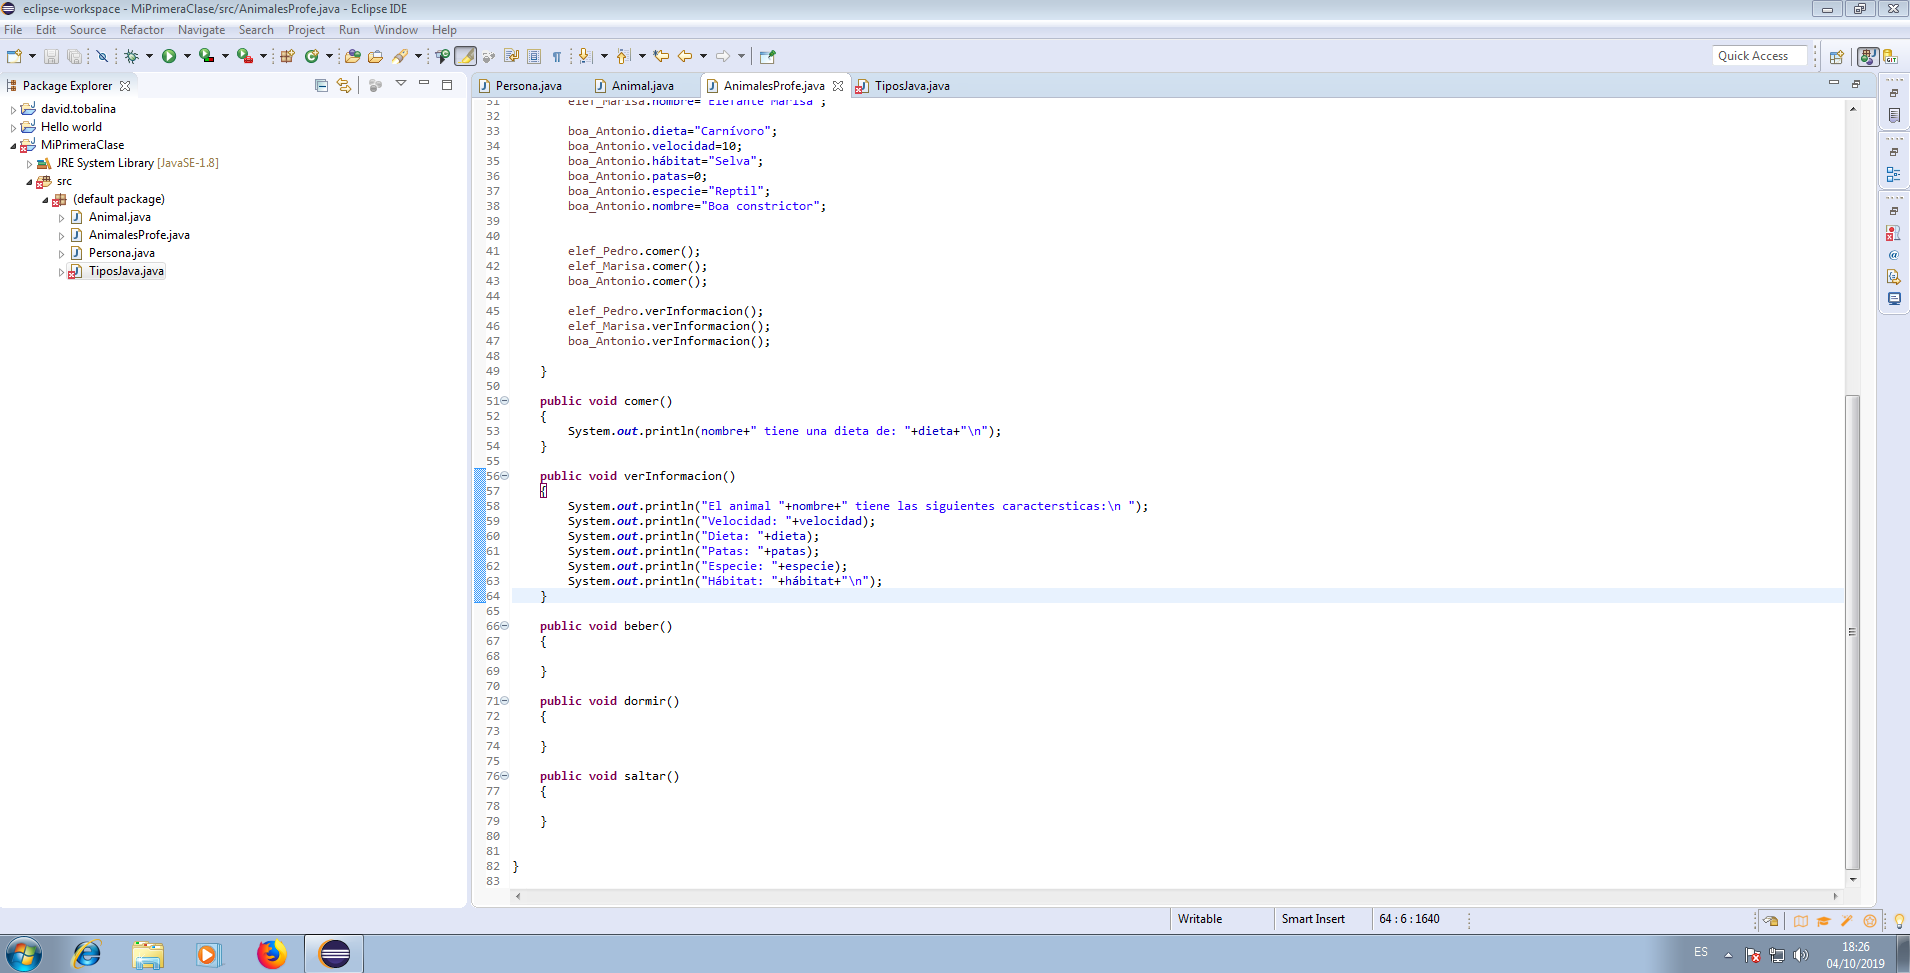 eclipse-workspace - MiPrimeraClase/src/AnimalesProfe.java - Eclipse IDE
File Edit Source Refactor Navigate Search Project Run Window Help
Quick Access
Package Explorer
david.tobalina
Hello world
MiPrimeraClase
JRE System Library [JavaSE-1.8]
src
(default package)
Animal.java
AnimalesProfe.java
Persona.java
TiposJava.java
Persona.java Animal.java AnimalesProfe.java TiposJava.java
31 elef_Marisa.nombre="Elefante Marisa";
32
33 boa_Antonio.dieta="Carnívoro";
34 boa_Antonio.velocidad=10;
35 boa_Antonio.hábitat="Selva";
36 boa_Antonio.patas=0;
37 boa_Antonio.especie="Reptil";
38 boa_Antonio.nombre="Boa constrictor";
39
40
41 elef_Pedro.comer();
42 elef_Marisa.comer();
43 boa_Antonio.comer();
44
45 elef_Pedro.verInformacion();
46 elef_Marisa.verInformacion();
47 boa_Antonio.verInformacion();
48
49 }
50
51 public void comer()
52 {
53 System.out.println(nombre+" tiene una dieta de: "+dieta+"\n");
54 }
55
56 public void verInformacion()
57 {
58 System.out.println("El animal "+nombre+" tiene las siguientes caractersticas:\n ");
59 System.out.println("Velocidad: "+velocidad);
60 System.out.println("Dieta: "+dieta);
61 System.out.println("Patas: "+patas);
62 System.out.println("Especie: "+especie);
63 System.out.println("Hábitat: "+hábitat+"\n");
64 }
65
66 public void beber()
67 {
68
69 }
70
71 public void dormir()
72 {
73
74 }
75
76 public void saltar()
77 {
78
79 }
80
81
82 }
83
Writable Smart Insert 64 : 6 : 1640
ES
18:26
04/10/2019